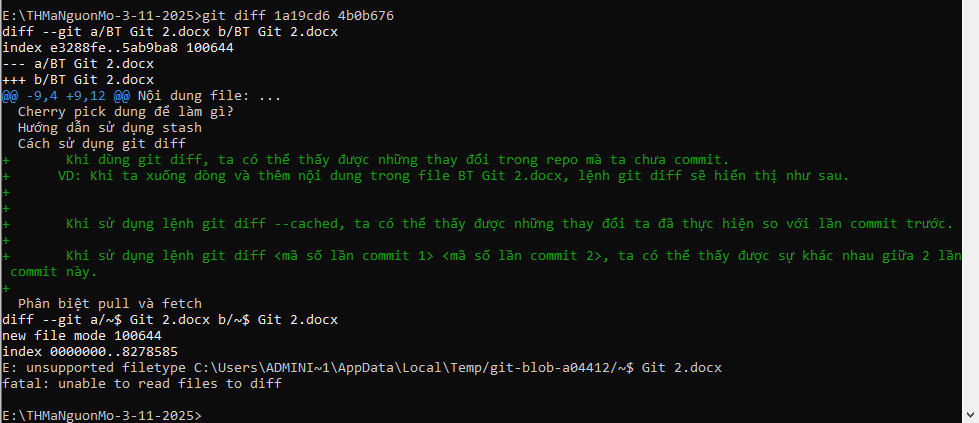 E:\THMaNguonMo-3-11-2025>git diff 1a19cd6 4b0b676
diff --git a/BT Git 2.docx b/BT Git 2.docx
index e3288fe..5ab9ba8 100644
--- a/BT Git 2.docx
+++ b/BT Git 2.docx
@@ -9,4 +9,12 @@ Nội dung file: ...
  Cherry pick dung để làm gì?
  Hướng dẫn sử dụng stash
  Cách sử dụng git diff
+       Khi dùng git diff, ta có thể thấy được những thay đổi trong repo mà ta chưa commit.
+      VD: Khi ta xuống dòng và thêm nội dung trong file BT Git 2.docx, lệnh git diff sẽ hiển thị như sau.
+
+
+       Khi sử dụng lệnh git diff --cached, ta có thể thấy được những thay đổi ta đã thực hiện so với lần commit trước.
+
+       Khi sử dụng lệnh git diff <mã số lần commit 1> <mã số lần commit 2>, ta có thể thấy được sự khác nhau giữa 2 lần
 commit này.
+
  Phân biệt pull và fetch
diff --git a/~$ Git 2.docx b/~$ Git 2.docx
new file mode 100644
index 0000000..8278585
E: unsupported filetype C:\Users\ADMINI~1\AppData\Local\Temp/git-blob-a04412/~$ Git 2.docx
fatal: unable to read files to diff
E:\THMaNguonMo-3-11-2025>